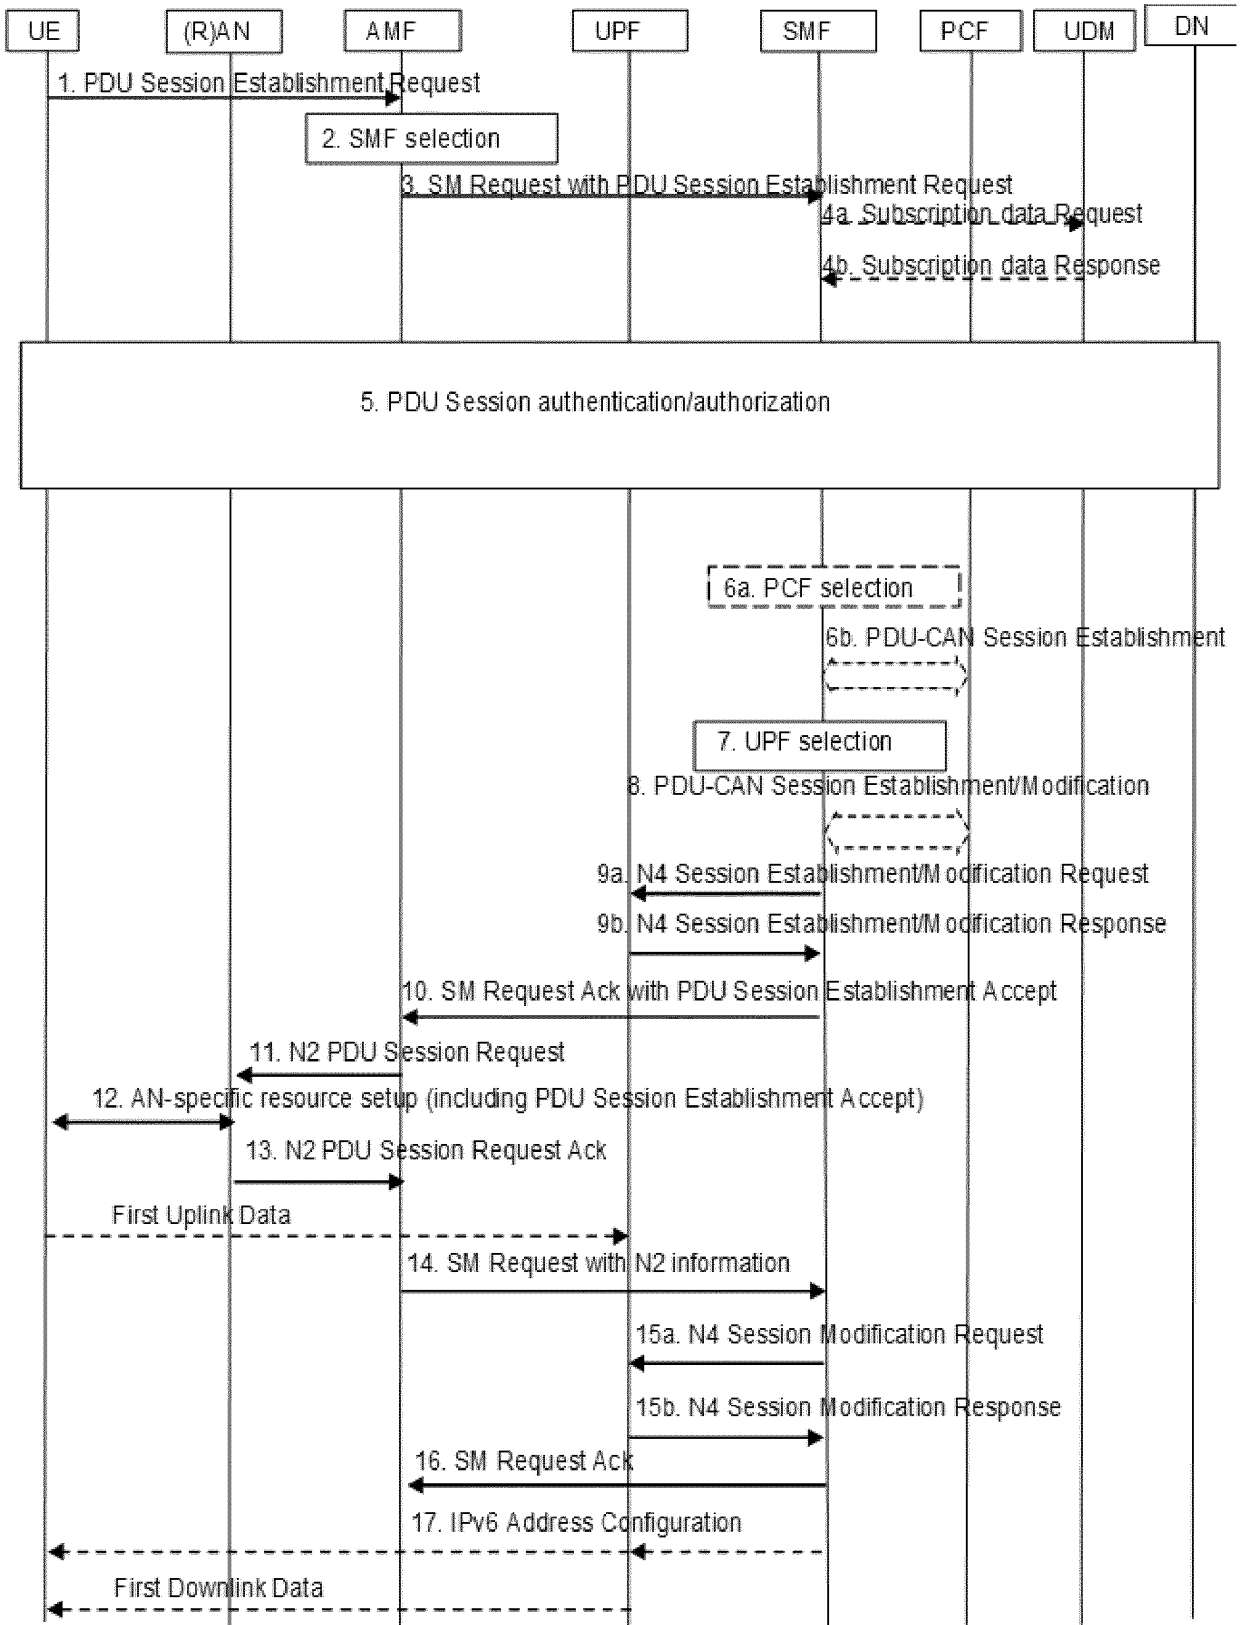 UE (R)AN AMF UPF SMF PCF UDM DN
1. PDU Session Establishment Request
2. SMF selection
3. SM Request with PDU Session Establishment Request
4a. Subscription data Request
4b. Subscription data Response
5. PDU Session authentication/authorization
6a. PCF selection
6b. PDU-CAN Session Establishment
7. UPF selection
8. PDU-CAN Session Establishment/Modification
9a. N4 Session Establishment/Modification Request
9b. N4 Session Establishment/Modification Response
10. SM Request Ack with PDU Session Establishment Accept
11. N2 PDU Session Request
12. AN-specific resource setup (including PDU Session Establishment Accept)
13. N2 PDU Session Request Ack
First Uplink Data
14. SM Request with N2 information
15a. N4 Session Modification Request
15b. N4 Session Modification Response
16. SM Request Ack
17. IPv6 Address Configuration
First Downlink Data